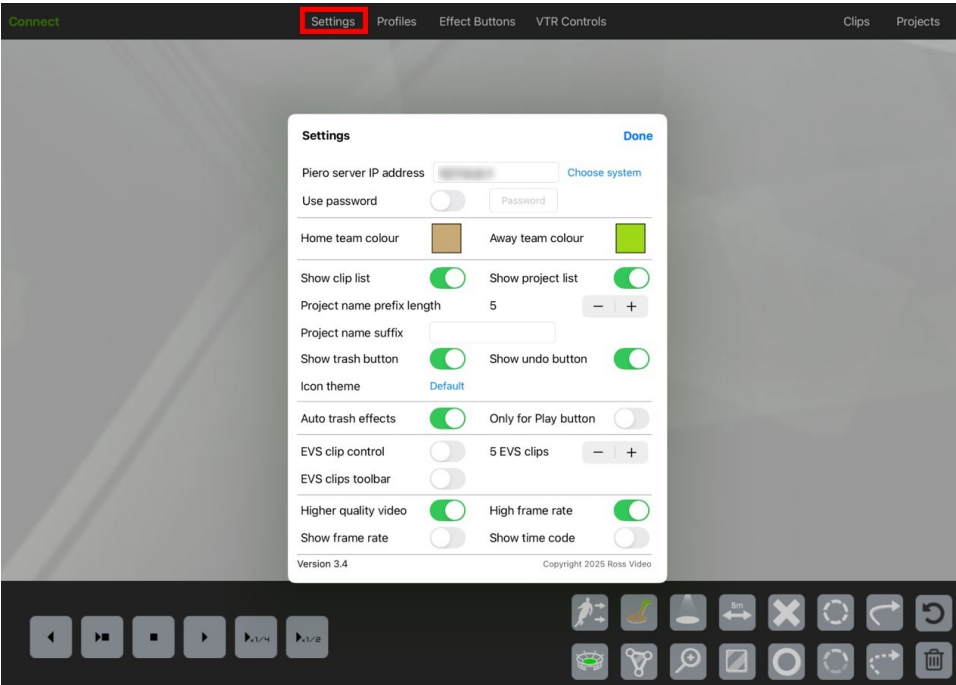 Connect Settings Profiles Effect Buttons VTR Controls Clips Projects
Settings Done
Piero server IP address Choose system
Use password Password
Home team colour Away team colour
Show clip list Show project list
Project name prefix length 5 − +
Project name suffix
Show trash button Show undo button
Icon theme Default
Auto trash effects Only for Play button
EVS clip control 5 EVS clips − +
EVS clips toolbar
Higher quality video High frame rate
Show frame rate Show time code
Version 3.4 Copyright 2025 Ross Video
5m
x1/4 x1/2